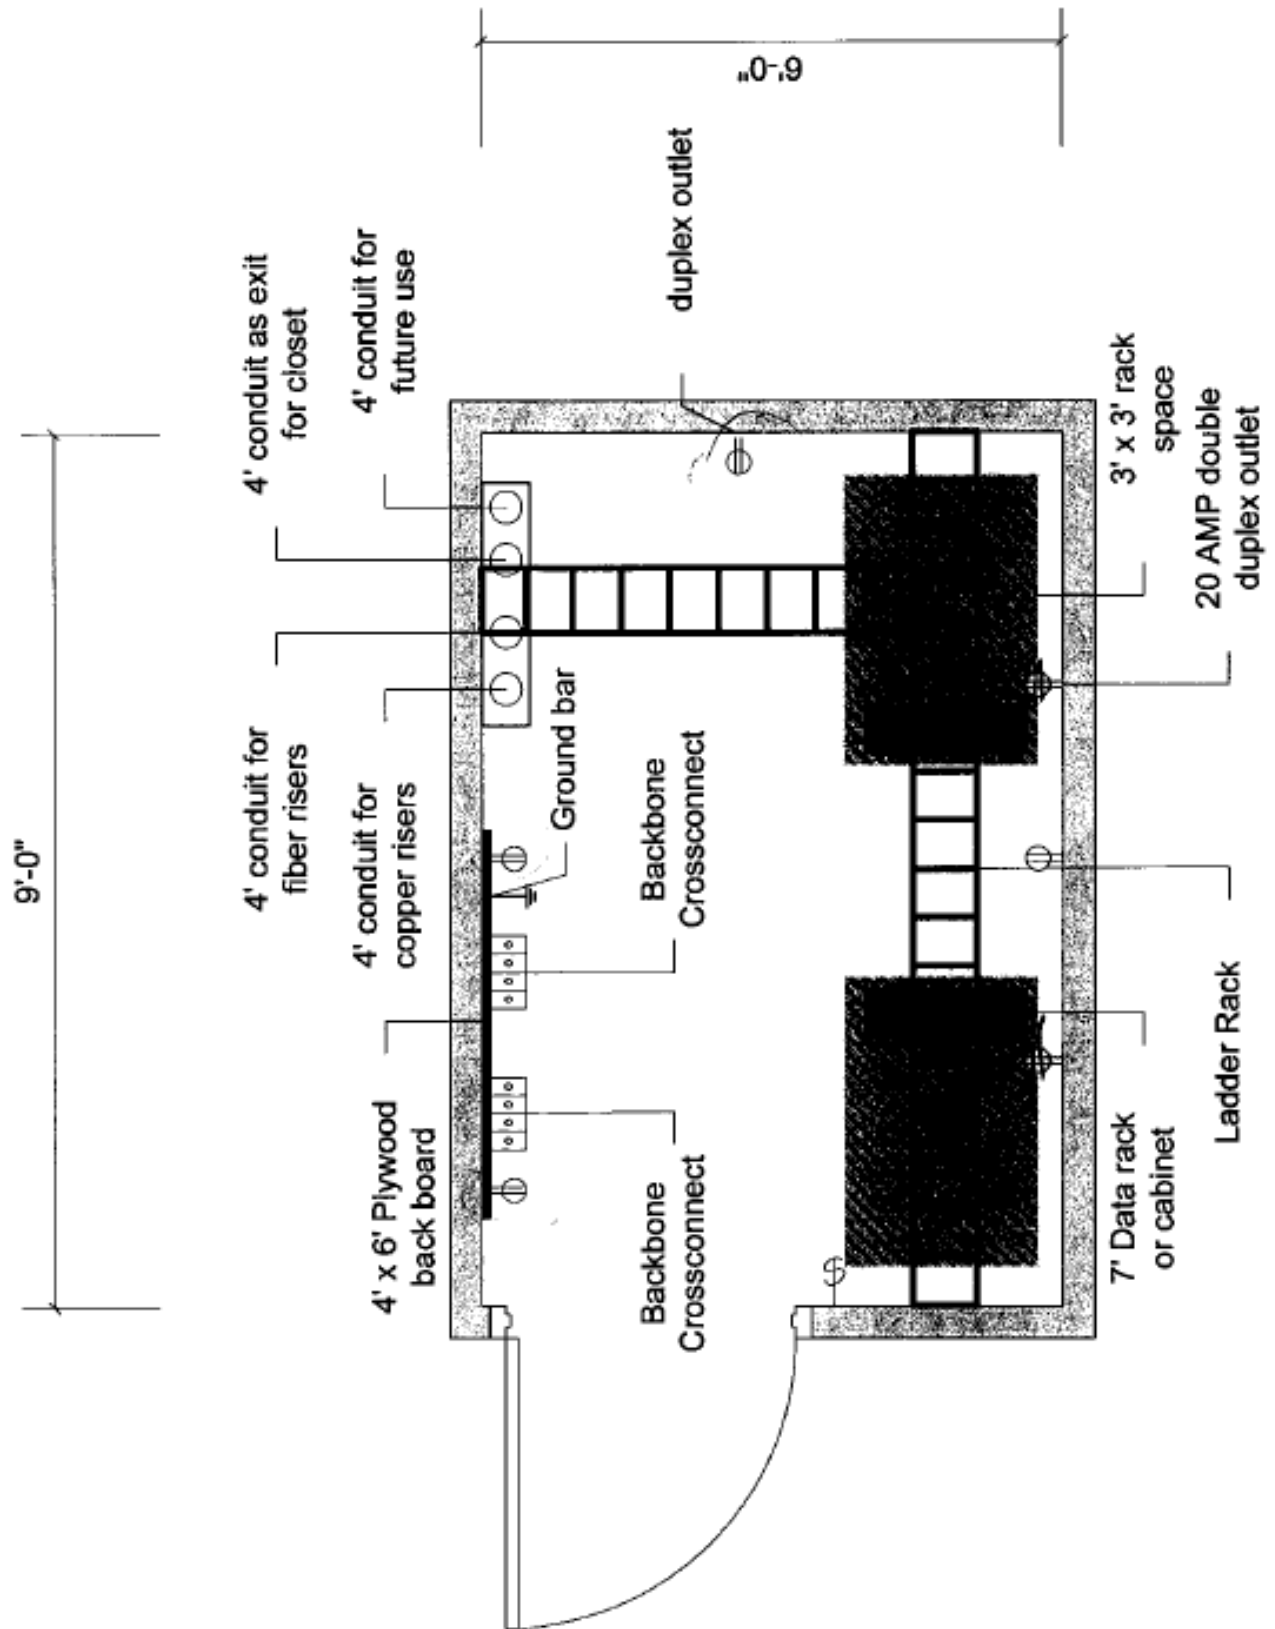 9'-0"
4' conduit for
fiber risers
4' conduit as exit
for closet
4' x 6' Plywood
back board
4' conduit for
copper risers
4' conduit for
future use
Ground bar
Backbone
Crossconnect
Backbone
Crossconnect
duplex outlet
6'-0"
7' Data rack
or cabinet
3' x 3' rack
space
Ladder Rack
20 AMP double
duplex outlet